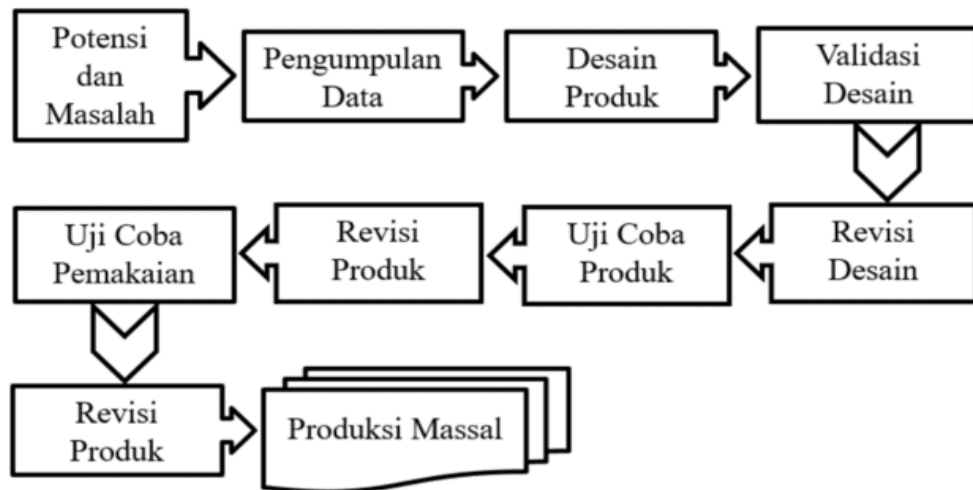 Potensi
dan
Masalah
Pengumpulan
Data
Desain
Produk
Validasi
Desain
Revisi
Desain
Uji Coba
Produk
Revisi
Produk
Uji Coba
Pemakaian
Revisi
Produk
Produksi Massal